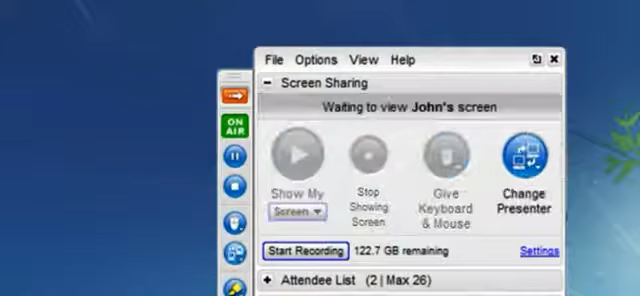 File Options View Help
Screen Sharing
Waiting to view John's screen
ON
AIR
Show My
Screen
Stop
Showing
Screen
Give
Keyboard
& Mouse
Change
Presenter
Start Recording 122.7 GB remaining Settings
Attendee List (2 | Max 26)